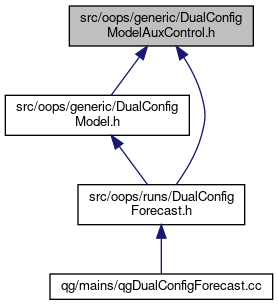 src/oops/generic/DualConfig
ModelAuxControl.h
src/oops/generic/DualConfig
Model.h
src/oops/runs/DualConfig
Forecast.h
qg/mains/qgDualConfigForecast.cc